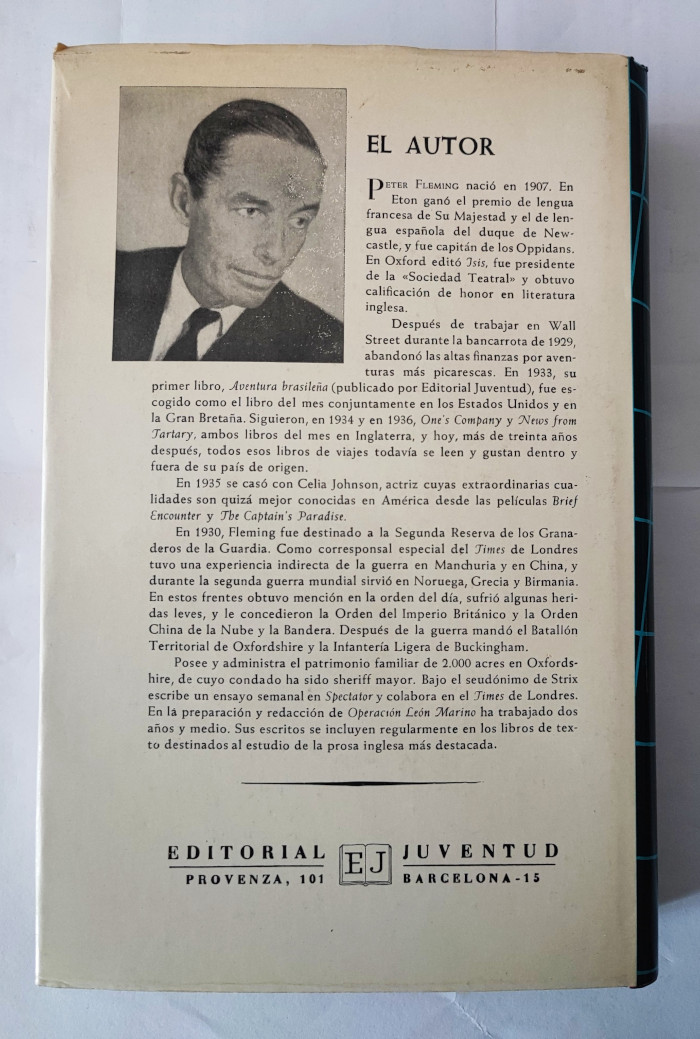 EL AUTOR
PETER FLEMING nació en 1907. En
Eton ganó el premio de lengua
francesa de Su Majestad y el de len-
gua española del duque de New-
castle, y fue capitán de los Oppidans.
En Oxford editó Isis, fue presidente
de la «Sociedad Teatral» y obtuvo
calificación de honor en literatura
inglesa.
Después de trabajar en Wall
Street durante la bancarrota de 1929,
abandonó las altas finanzas por aven-
turas más picarescas. En 1933, su
primer libro, Aventura brasileña (publicado por Editorial Juventud), fue es-
cogido como el libro del mes conjuntamente en los Estados Unidos y en
la Gran Bretaña. Siguieron, en 1934 y en 1936, One's Company y News from
Tartary, ambos libros del mes en Inglaterra, y hoy, más de treinta años
después, todos esos libros de viajes todavía se leen y gustan dentro y
fuera de su país de origen.
En 1935 se casó con Celia Johnson, actriz cuyas extraordinarias cua-
lidades son quizá mejor conocidas en América desde las películas Brief
Encounter y The Captain's Paradise.
En 1930, Fleming fue destinado a la Segunda Reserva de los Grana-
deros de la Guardia. Como corresponsal especial del Times de Londres
tuvo una experiencia indirecta de la guerra en Manchuria y en China, y
durante la segunda guerra mundial sirvió en Noruega, Grecia y Birmania.
En estos frentes obtuvo mención en la orden del día, sufrió algunas heri-
das leves, y le concedieron la Orden del Imperio Británico y la Orden
China de la Nube y la Bandera. Después de la guerra mandó el Batallón
Territorial de Oxfordshire y la Infantería Ligera de Buckingham.
Posee y administra el patrimonio familiar de 2.000 acres en Oxfords-
hire, de cuyo condado ha sido sheriff mayor. Bajo el seudónimo de Strix
escribe un ensayo semanal en Spectator y colabora en el Times de Londres.
En la preparación y redacción de Operación León Marino ha trabajado dos
años y medio. Sus escritos se incluyen regularmente en los libros de tex-
to destinados al estudio de la prosa inglesa más destacada.
EDITORIAL EJ JUVENTUD
PROVENZA, 101 BARCELONA-15